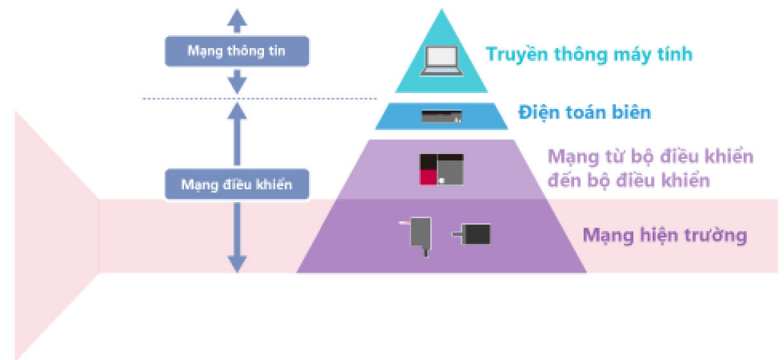 Mạng thông tin
Truyền thông máy tính
Điện toán biên
Mạng từ bộ điều khiển
đến bộ điều khiển
Mạng điều khiển
Mạng hiện trường